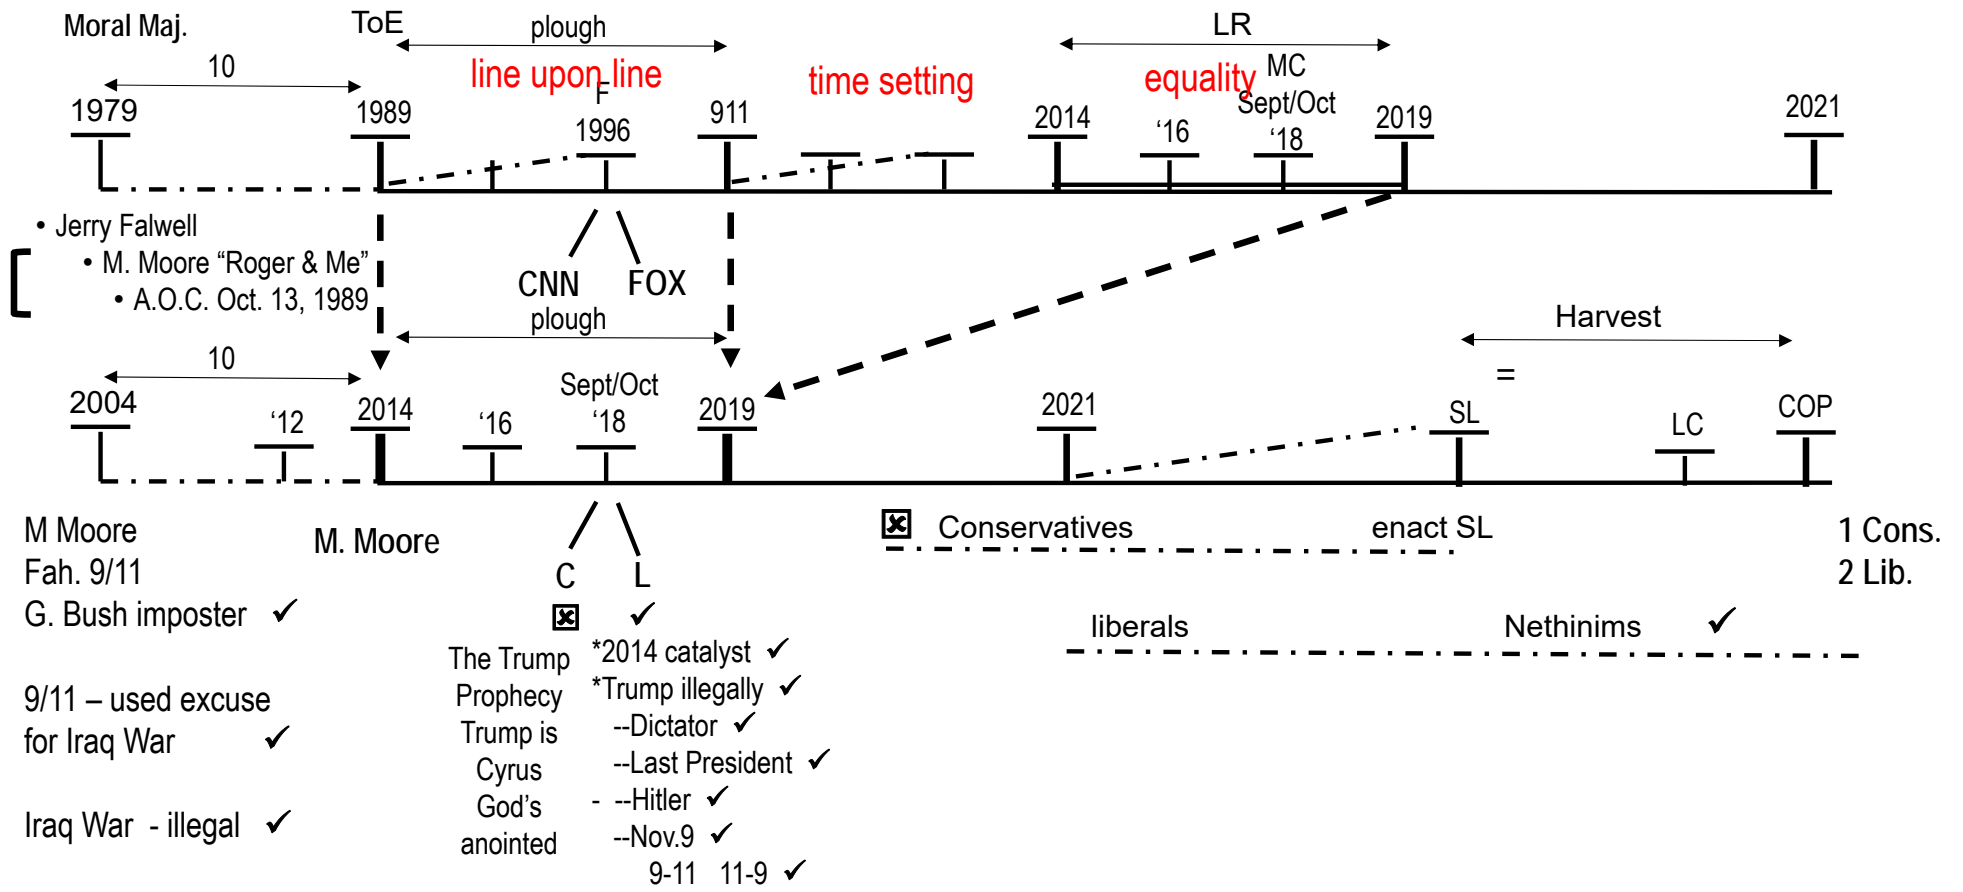 Moral Maj.
ToE
plough
LR
10
line upon line
time setting
equality
MC
F
Sept/Oct
1979
1989
1996
911
2014
‘16
‘18
2019
2021
• Jerry Falwell
• M. Moore “Roger & Me”
• A.O.C. Oct. 13, 1989
CNN
FOX
plough
Harvest
10
=
Sept/Oct
2004
‘12
2014
‘16
‘18
2019
2021
SL
LC
COP
M Moore
Fah. 9/11
G. Bush imposter ✓
9/11 – used excuse
for Iraq War ✓
Iraq War - illegal ✓
M. Moore
C
L
✓
The Trump
Prophecy
Trump is
Cyrus
God’s
anointed
*2014 catalyst ✓
*Trump illegally ✓
--Dictator ✓
--Last President ✓
- --Hitler ✓
--Nov.9 ✓
9-11 11-9 ✓
Conservatives
enact SL
liberals
Nethinims ✓
1 Cons.
2 Lib.